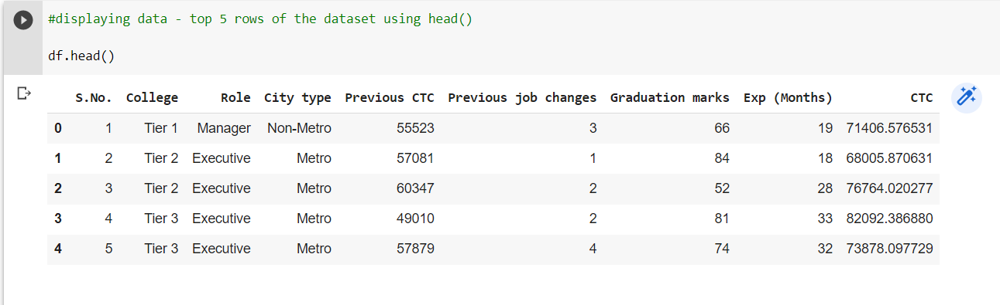 #displaying data - top 5 rows of the dataset using head()
df.head()
S.No. College Role City type Previous CTC Previous job changes Graduation marks Exp (Months) CTC
0 1 Tier 1 Manager Non-Metro 55523 3 66 19 71406.576531
1 2 Tier 2 Executive Metro 57081 1 84 18 68005.870631
2 3 Tier 2 Executive Metro 60347 2 52 28 76764.020277
3 4 Tier 3 Executive Metro 49010 2 81 33 82092.386880
4 5 Tier 3 Executive Metro 57879 4 74 32 73878.097729